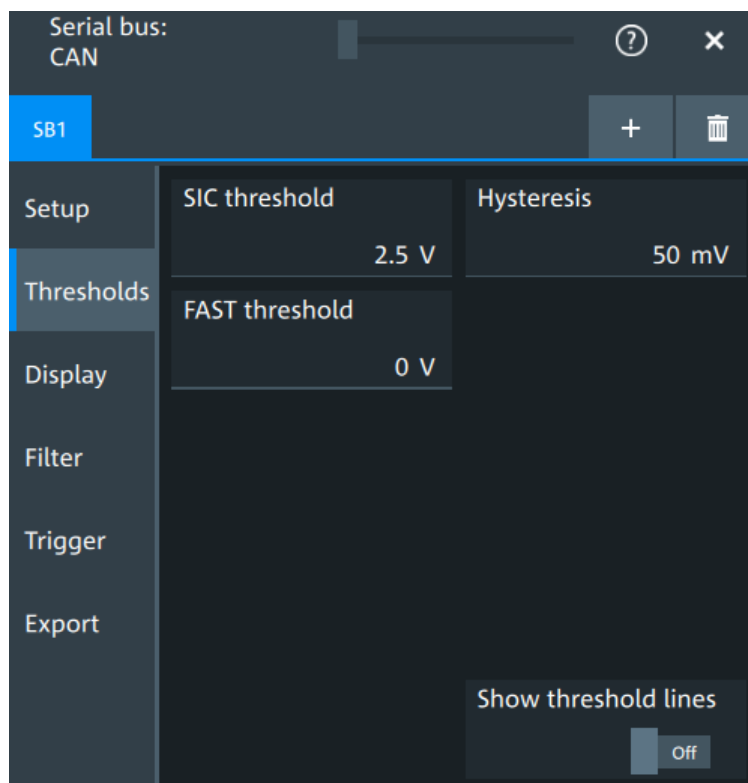 Serial bus:
CAN
?
SB1
+
Setup
SIC threshold
2.5 V
Hysteresis
50 mV
Thresholds
FAST threshold
0 V
Display
Filter
Trigger
Export
Show threshold lines
Off